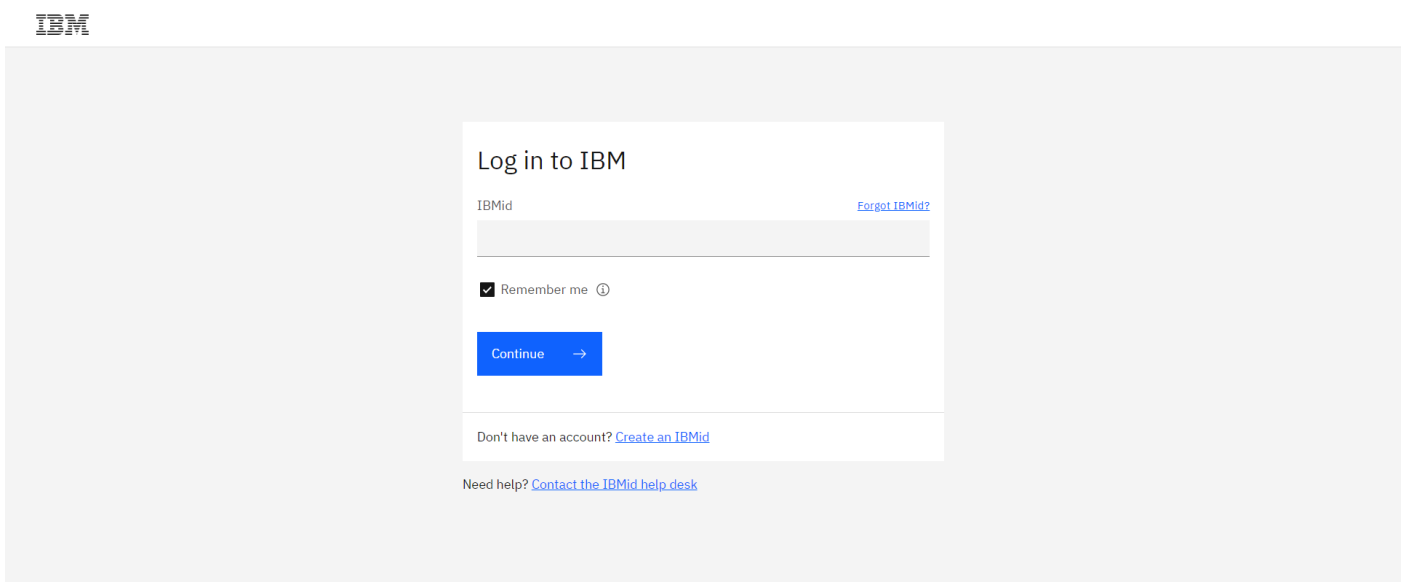 IBM
Log in to IBM
IBMid Forgot IBMid?
Remember me
Continue
Don't have an account? Create an IBMid
Need help? Contact the IBMid help desk